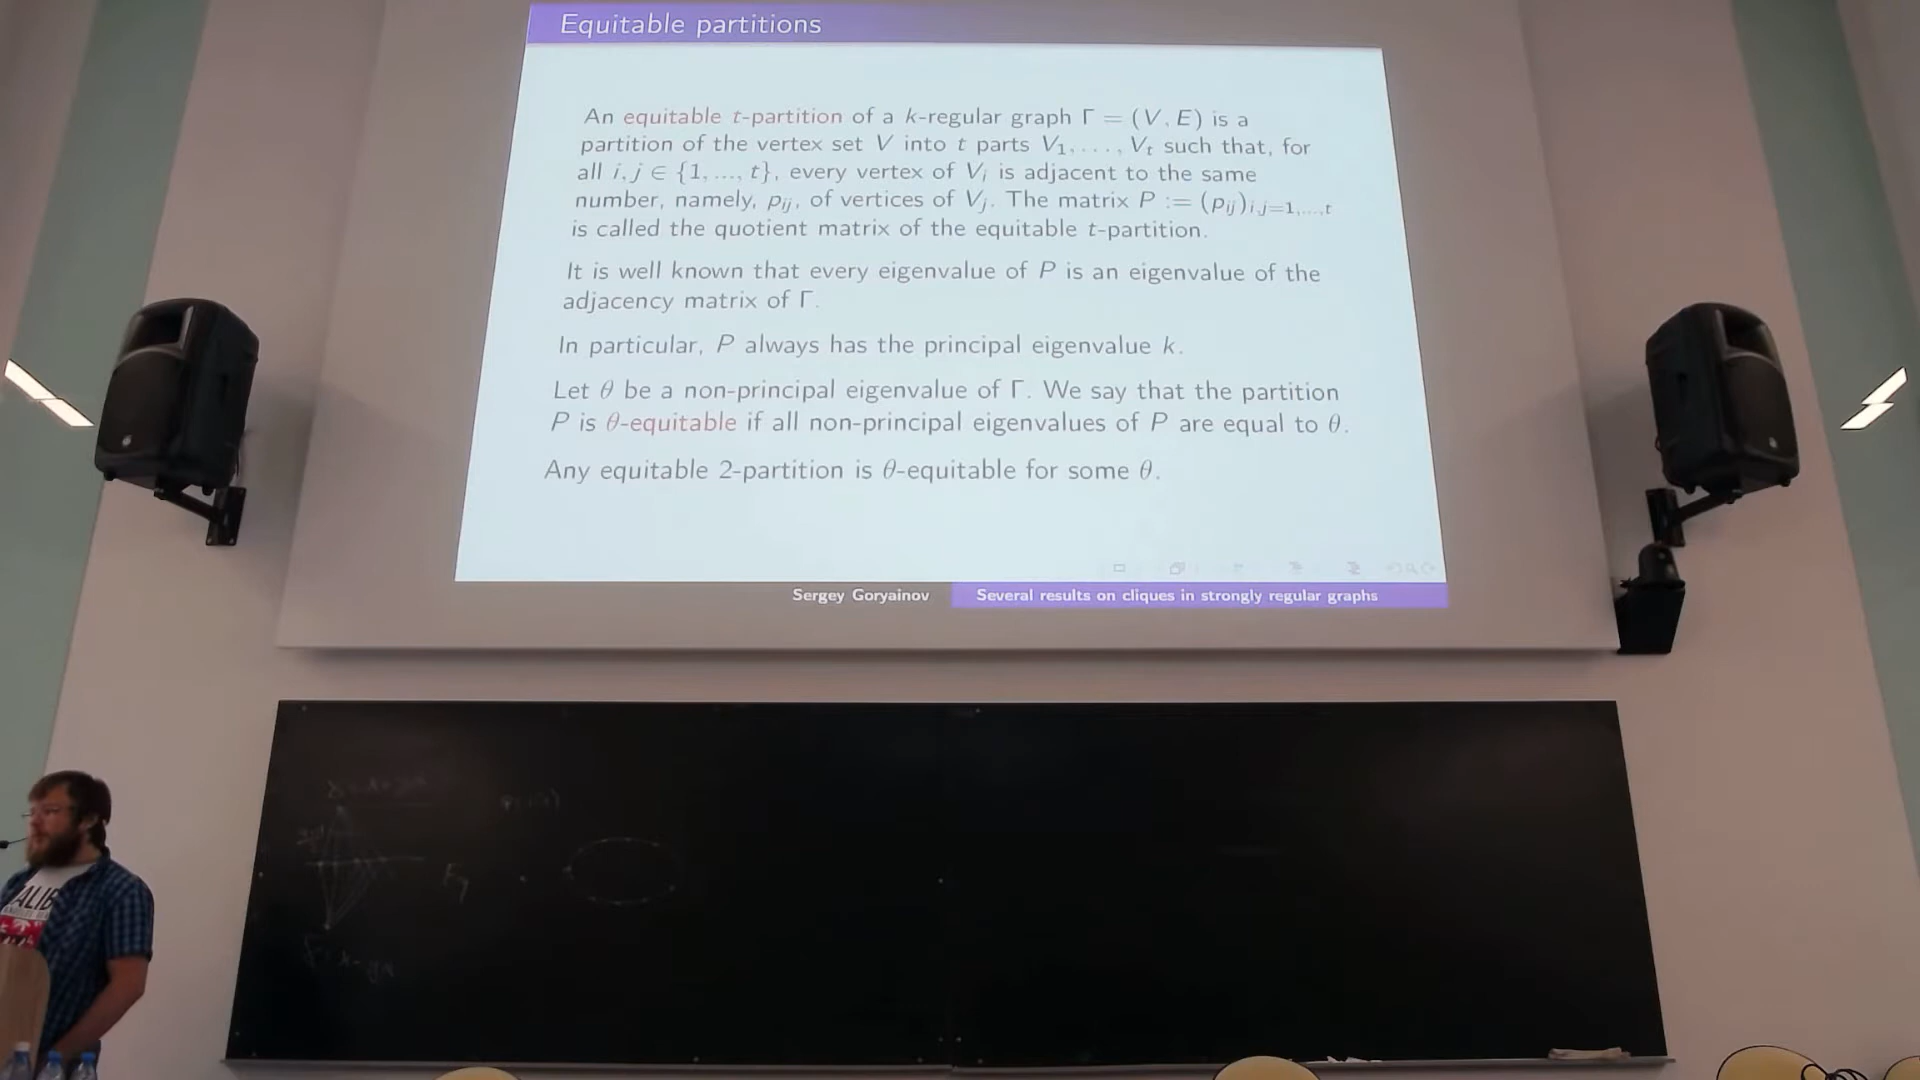 Equitable partitions
An equitable t-partition of a k-regular graph Γ = (V, E) is a
partition of the vertex set V into t parts V₁, . . . , Vₜ such that, for
all i, j ∈ {1, ..., t}, every vertex of Vᵢ is adjacent to the same
number, namely, pᵢⱼ, of vertices of Vⱼ. The matrix P := (pᵢⱼ)ᵢ,ⱼ₌₁,...,ₜ
is called the quotient matrix of the equitable t-partition.
It is well known that every eigenvalue of P is an eigenvalue of the
adjacency matrix of Γ.
In particular, P always has the principal eigenvalue k.
Let θ be a non-principal eigenvalue of Γ. We say that the partition
P is θ-equitable if all non-principal eigenvalues of P are equal to θ.
Any equitable 2-partition is θ-equitable for some θ.
Sergey Goryainov
Several results on cliques in strongly regular graphs